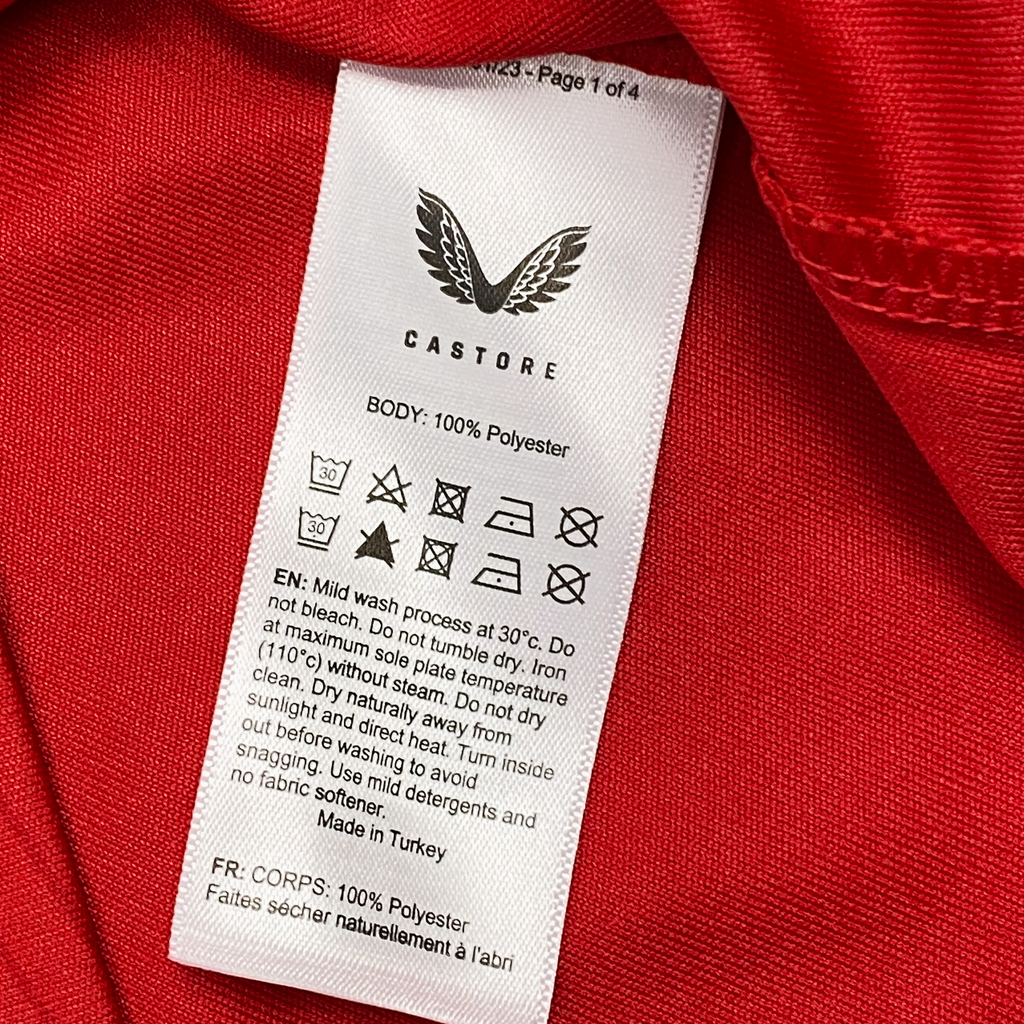 /23 - Page 1 of 4
CASTORE
BODY: 100% Polyester
30
30
EN: Mild wash process at 30°c. Do
not bleach. Do not tumble dry. Iron
at maximum sole plate temperature
(110°c) without steam. Do not dry
clean. Dry naturally away from
sunlight and direct heat. Turn inside
out before washing to avoid
snagging. Use mild detergents and
no fabric softener.
Made in Turkey
FR: CORPS: 100% Polyester
Faites sécher naturellement à l'abri